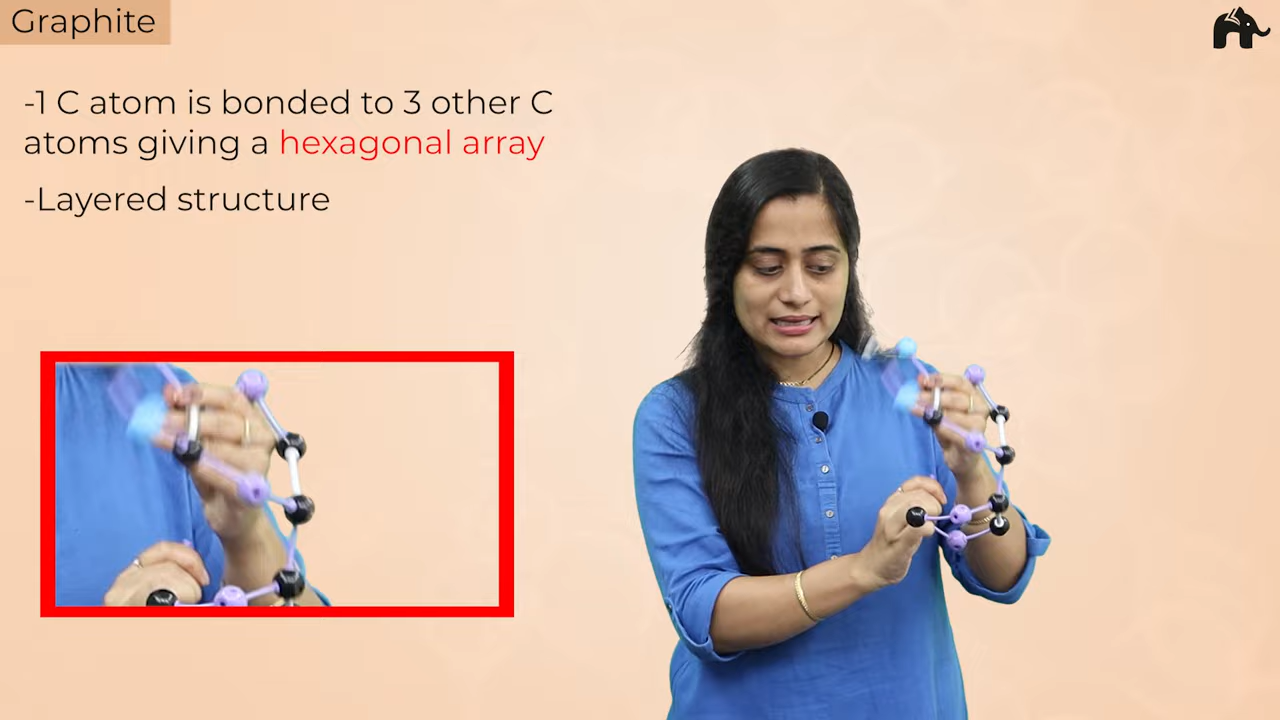 Graphite
-1 C atom is bonded to 3 other C
atoms giving a hexagonal array
-Layered structure